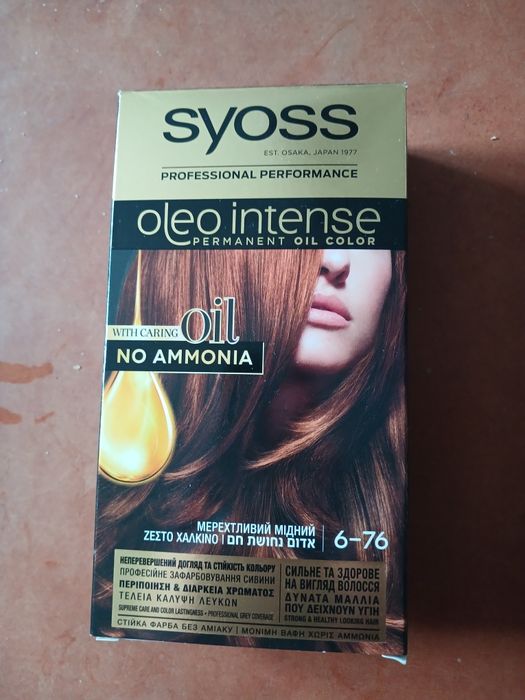 syoss
EST. OSAKA, JAPAN 1977
PROFESSIONAL PERFORMANCE
oleo intense
PERMANENT OIL COLOR
WITH CARING oil
NO AMMONIA
МЕРЕХТЛИВИЙ МІДНИЙ
ΖΕΣΤΟ ΧΑΛΚΙΝΟ | אדום נחושת חם
6-76
НЕПЕРЕВЕРШЕНИЙ ДОГЛЯД ТА СТІЙКІСТЬ КОЛЬОРУ
ПРОФЕСІЙНЕ ЗАФАРБОВУВАННЯ СИВИНИ
ΠΕΡΙΠΟΙΗΣΗ & ΔΙΑΡΚΕΙΑ ΧΡΩΜΑΤΟΣ
ΤΕΛΕΙΑ ΚΑΛΥΨΗ ΛΕΥΚΩΝ
SUPREME CARE AND COLOR LASTINGNESS • PROFESSIONAL GREY COVERAGE
СИЛЬНЕ ТА ЗДОРОВЕ
НА ВИГЛЯД ВОЛОССЯ
ΔΥΝΑΤΑ ΜΑΛΛΙΑ
ΠΟΥ ΔΕΙΧΝΟΥΝ ΥΓΙΗ
STRONG & HEALTHY LOOKING HAIR
СТІЙКА ФАРБА БЕЗ АМІАКУ | ΜΟΝΙΜΗ ΒΑΦΗ ΧΩΡΙΣ ΑΜΜΩΝΙΑ